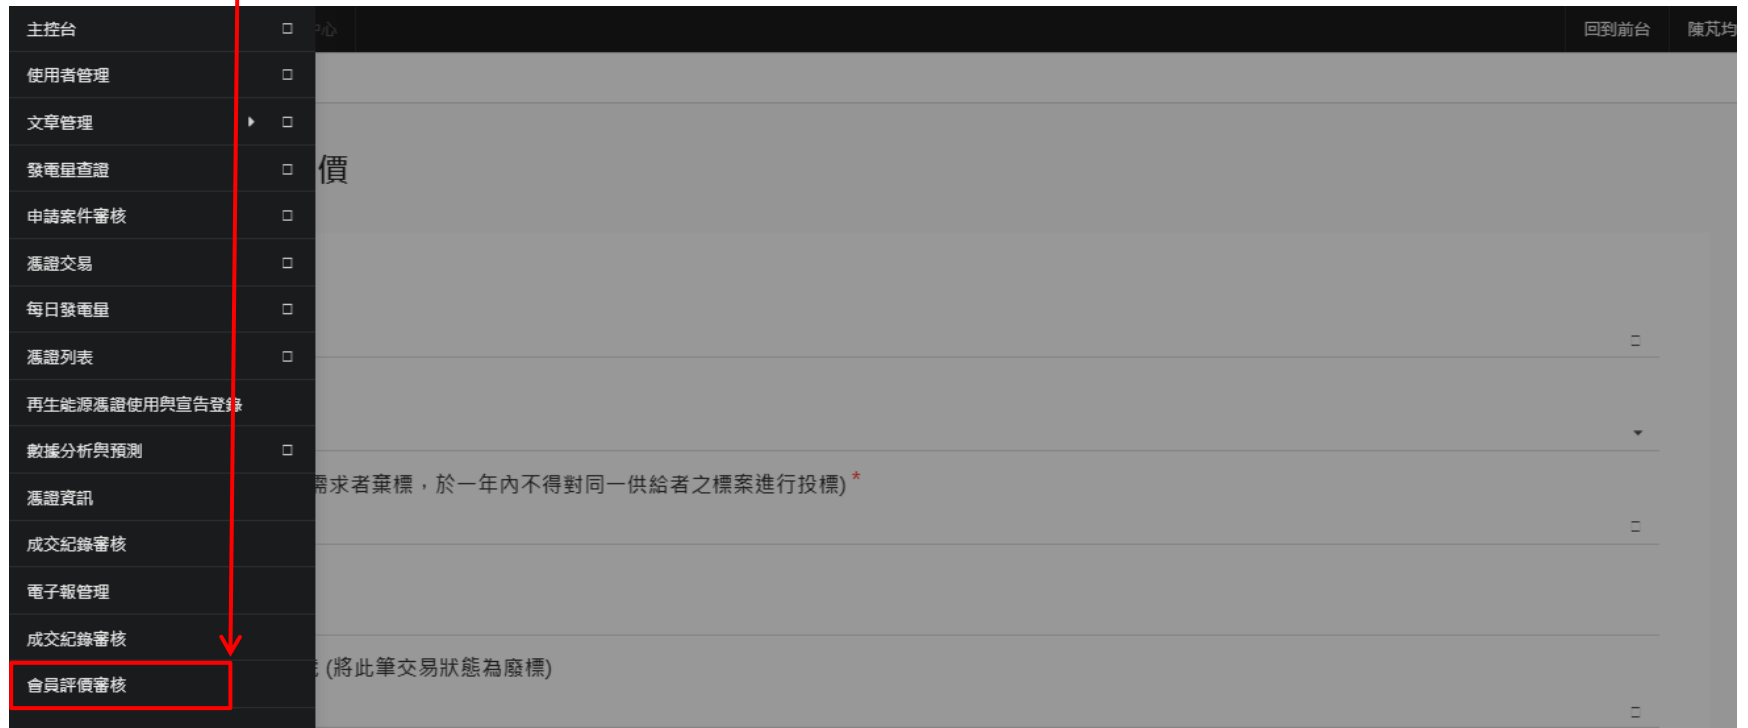 主控台
中心
回到前台
陳芃均
使用者管理
文章管理
發電量查證
價
申請案件審核
憑證交易
每日發電量
憑證列表
再生能源憑證使用與宣告登錄
數據分析與預測
需求者棄標，於一年內不得對同一供給者之標案進行投標) *
憑證資訊
成交紀錄審核
電子報管理
成交紀錄審核
(將此筆交易狀態為廢標)
會員評價審核